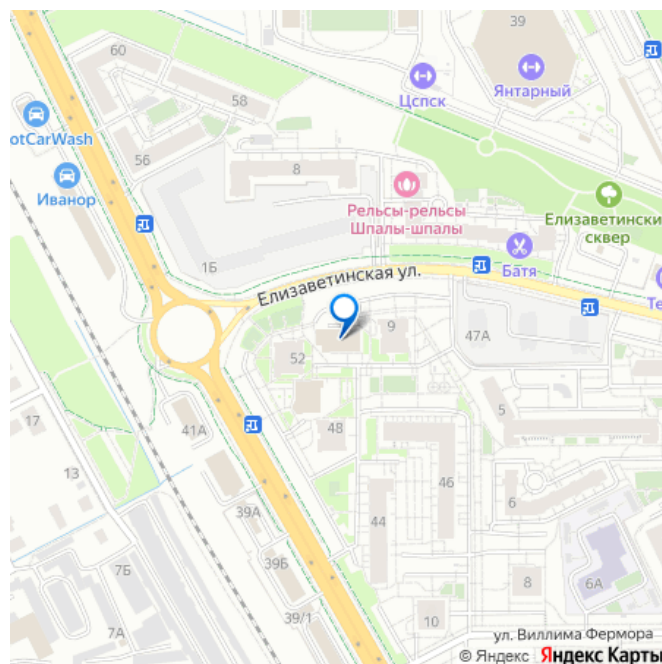 39
60
Цспск
Янтарный
58
otCarWash
56
8
Иванор
Рельсы-рельсы
Шпалы-шпалы
Елизаветински
сквер
Батя
1Б
Елизаветинская ул.
Те
9
47А
52
17
41А
48
5
13
46
6
39А
44
7Б
39Б
8
6А
7А
39/1
10
ул. Виллима Фермора
© Яндекс Яндекс Карты